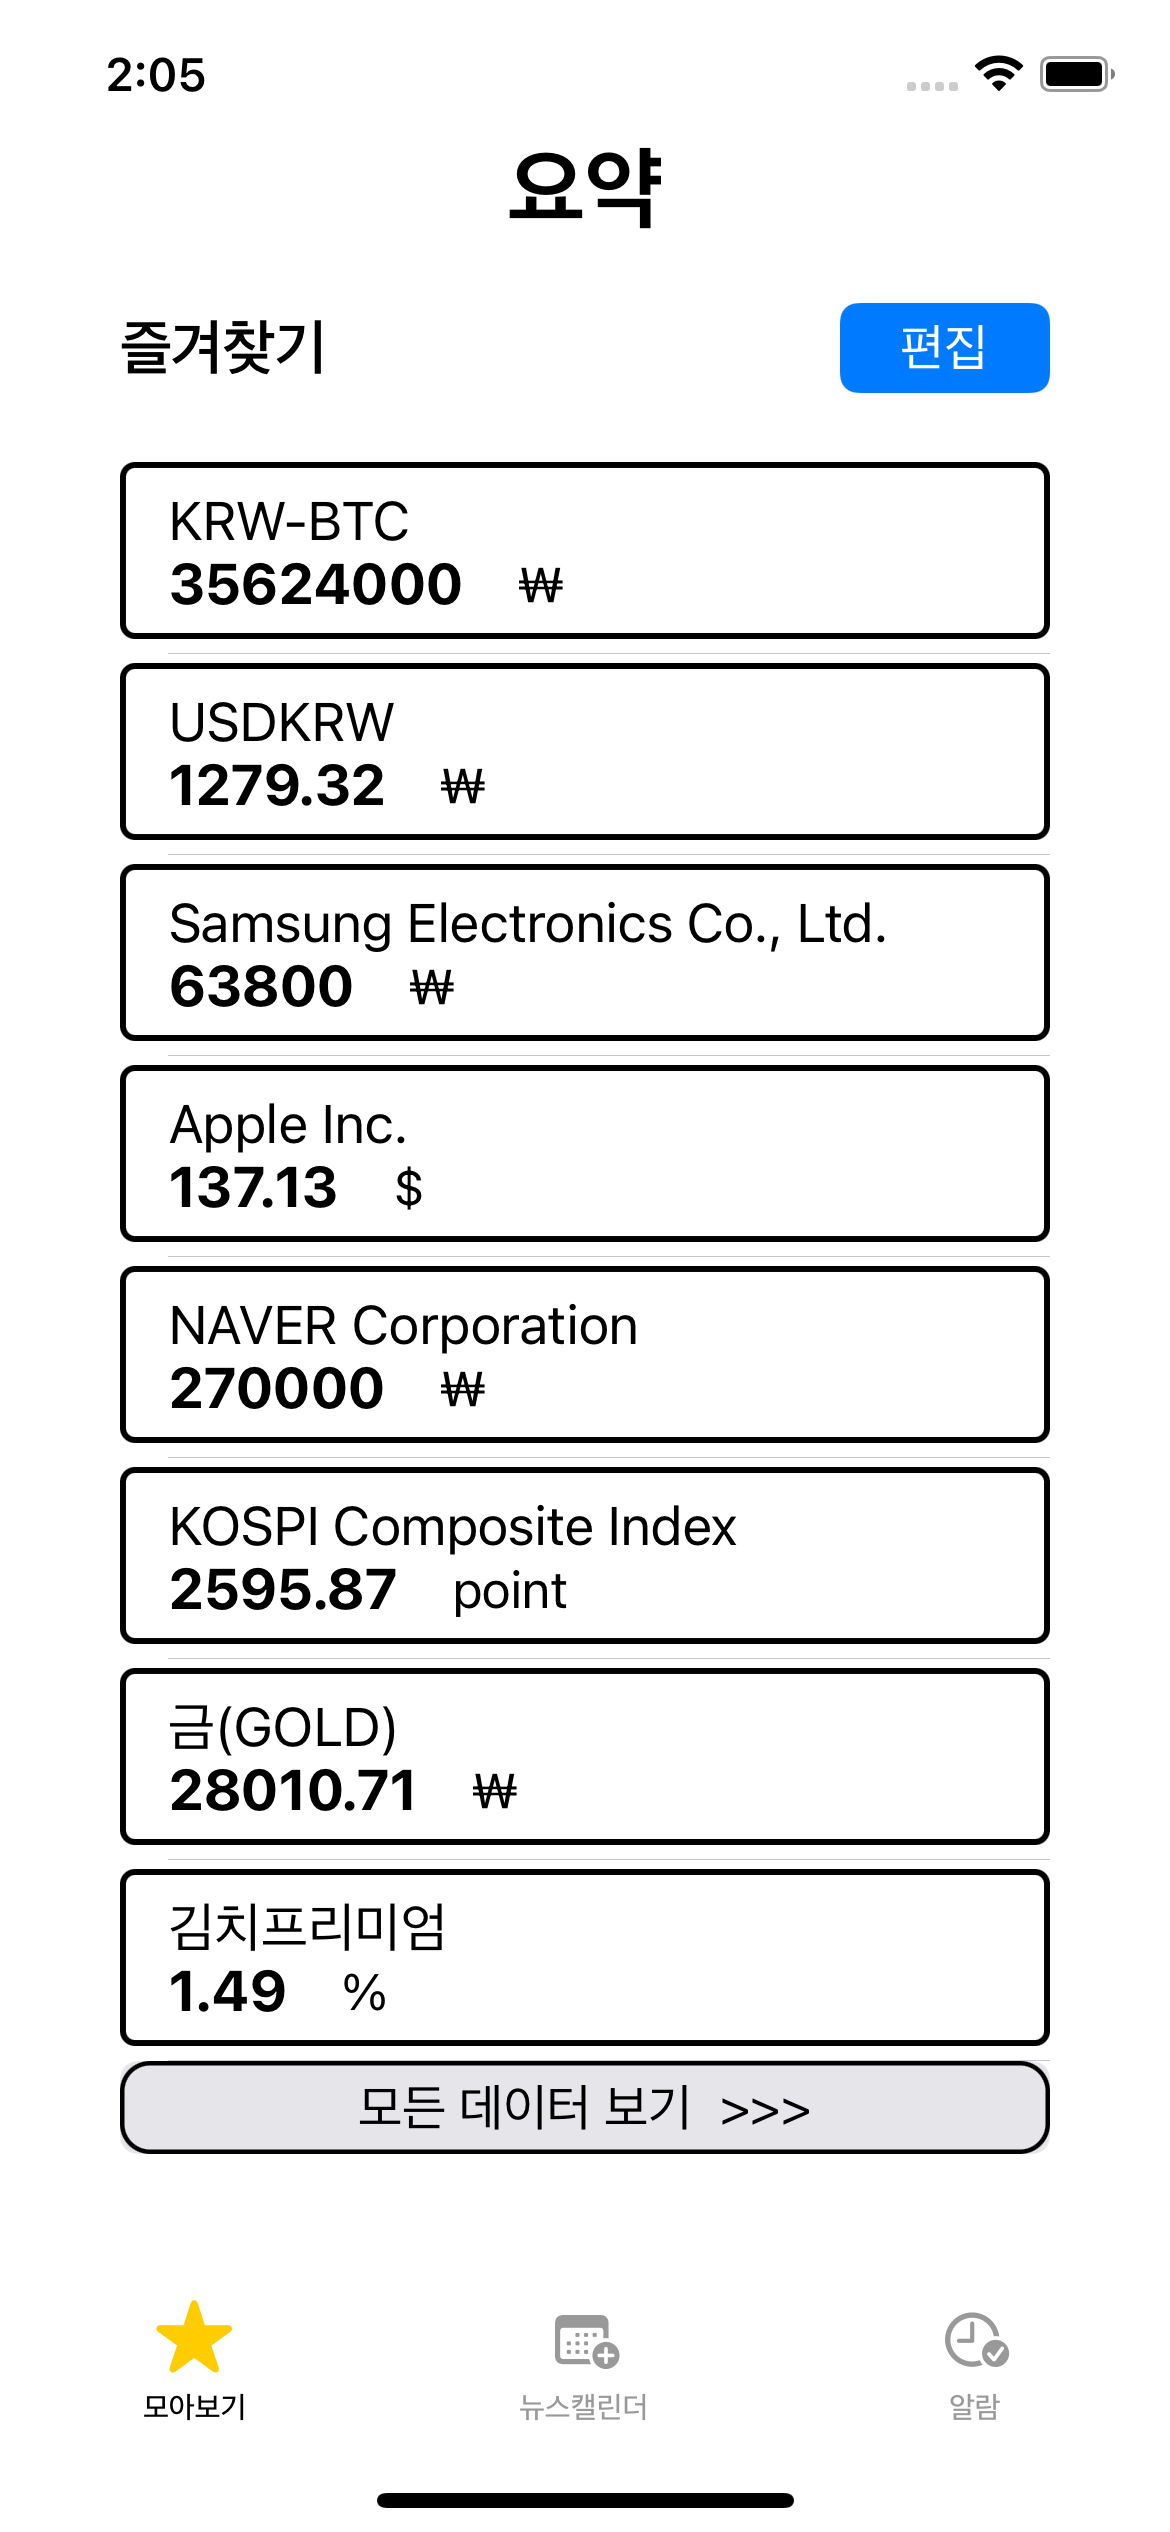 2:05
요약
즐겨찾기
편집
KRW-BTC
35624000 ₩
USDKRW
1279.32 ₩
Samsung Electronics Co., Ltd.
63800 ₩
Apple Inc.
137.13 $
NAVER Corporation
270000 ₩
KOSPI Composite Index
2595.87 point
금(GOLD)
28010.71 ₩
김치프리미엄
1.49 %
모든 데이터 보기 >>>
모아보기
뉴스캘린더
알람